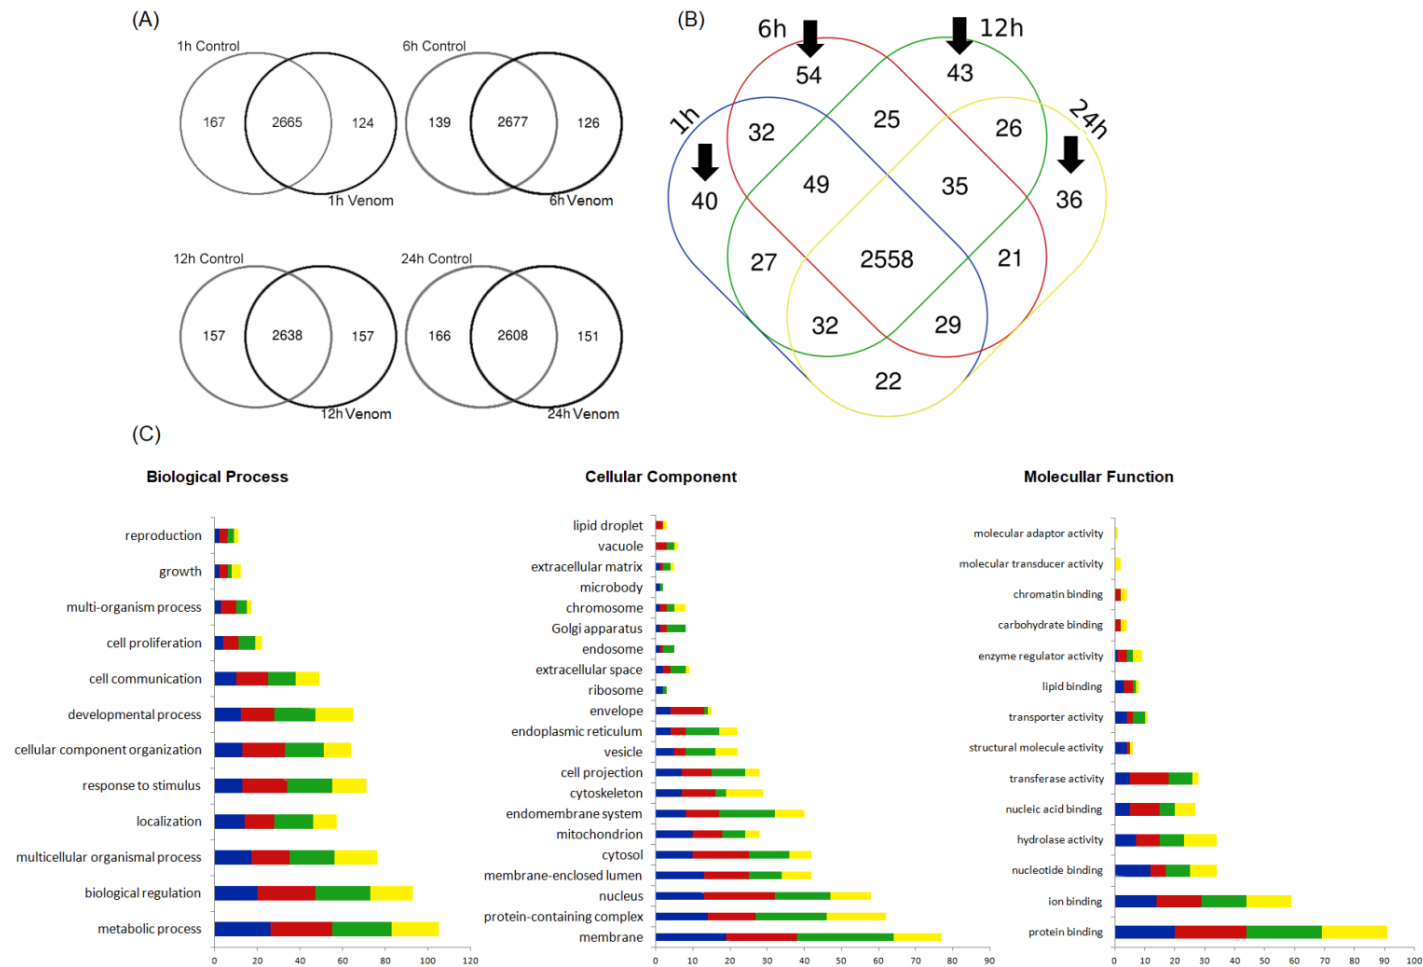 (A)
1h Control
167
2665
124
1h Venom
6h Control
139
2677
126
6h Venom
12h Control
157
2638
157
12h Venom
24h Control
166
2608
151
24h Venom
(B)
6h
12h
1h
24h
54
43
32
25
26
40
49
35
36
27
2558
21
32
29
22
(C)
Biological Process
reproduction
growth
multi-organism process
cell proliferation
cell communication
developmental process
cellular component organization
response to stimulus
localization
multicellular organismal process
biological regulation
metabolic process
0 20 40 60 80 100 120
Cellular Component
lipid droplet
vacuole
extracellular matrix
microbody
chromosome
Golgi apparatus
endosome
extracellular space
ribosome
envelope
endoplasmic reticulum
vesicle
cell projection
cytoskeleton
endomembrane system
mitochondrion
cytosol
membrane-enclosed lumen
nucleus
protein-containing complex
membrane
0 10 20 30 40 50 60 70 80 90
Molecullar Function
molecular adaptor activity
molecular transducer activity
chromatin binding
carbohydrate binding
enzyme regulator activity
lipid binding
transporter activity
structural molecule activity
transferase activity
nucleic acid binding
hydrolase activity
nucleotide binding
ion binding
protein binding
0 10 20 30 40 50 60 70 80 90 100